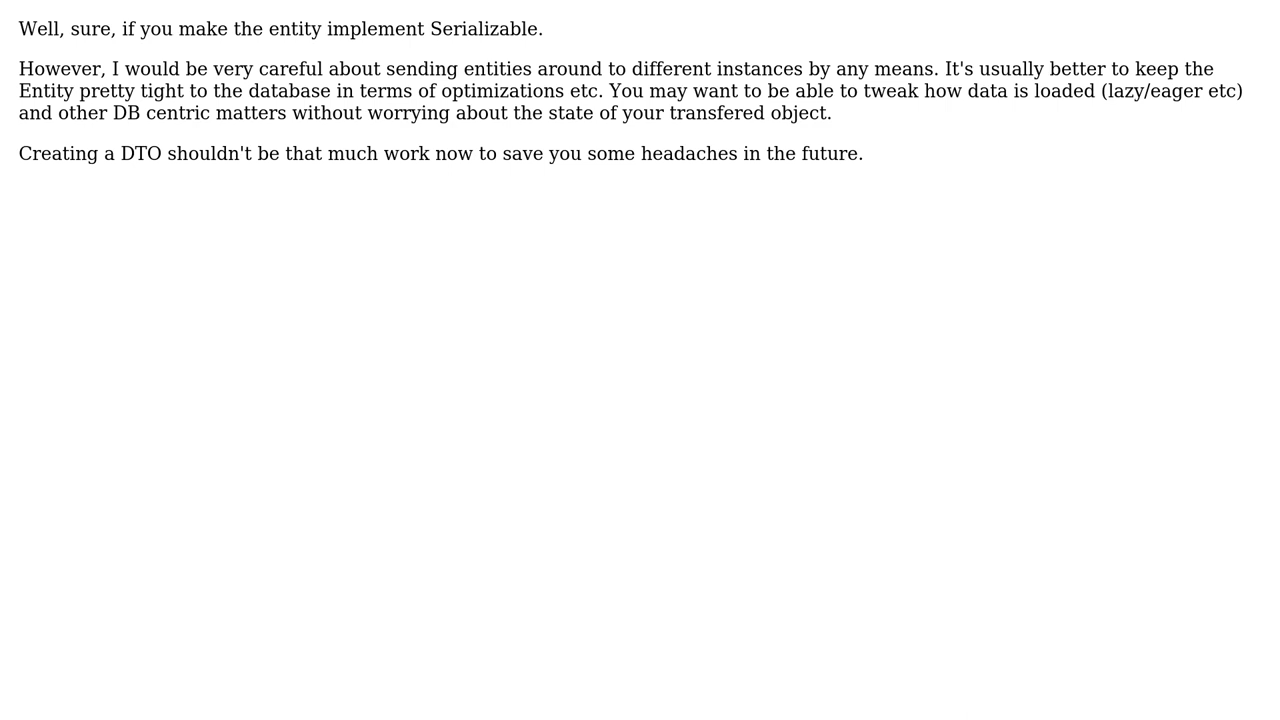 Well, sure, if you make the entity implement Serializable.
However, I would be very careful about sending entities around to different instances by any means. It's usually better to keep the
Entity pretty tight to the database in terms of optimizations etc. You may want to be able to tweak how data is loaded (lazy/eager etc)
and other DB centric matters without worrying about the state of your transfered object.
Creating a DTO shouldn't be that much work now to save you some headaches in the future.